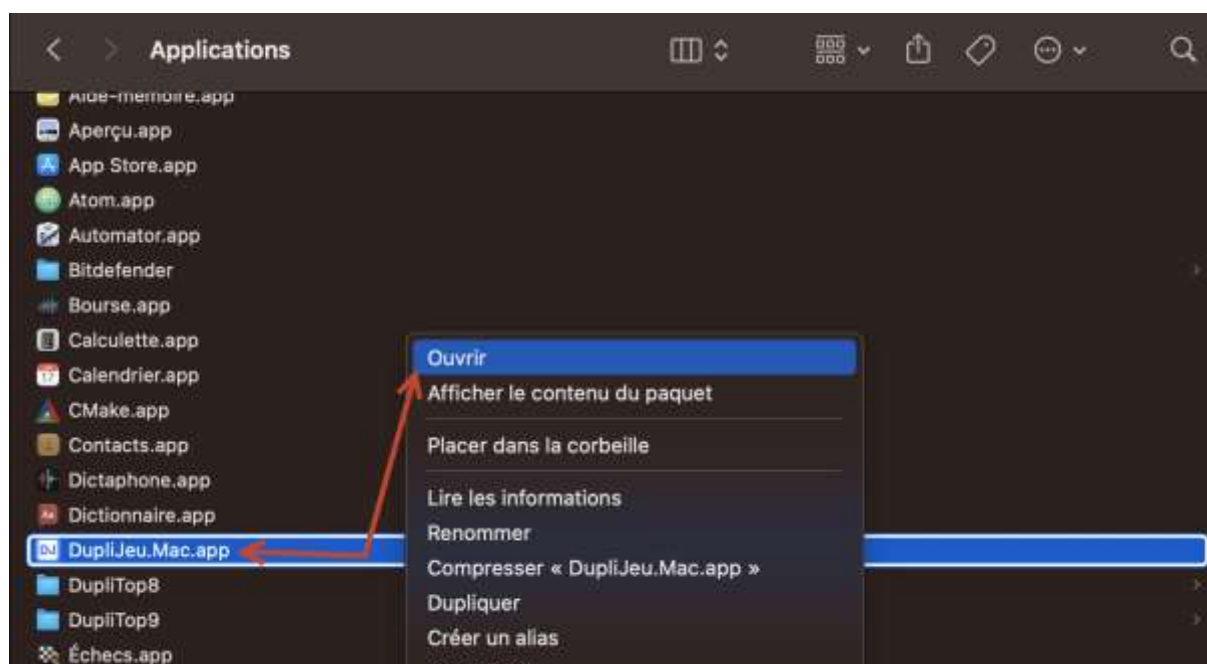 Applications
Aide-mémoire.app
Aperçu.app
App Store.app
Atom.app
Automator.app
Bitdefender
Bourse.app
Calculette.app
Calendrier.app
CMake.app
Contacts.app
Dictaphone.app
Dictionnaire.app
DupliJeu.Mac.app
DupliTop8
DupliTop9
Échecs.app
Ouvrir
Afficher le contenu du paquet
Placer dans la corbeille
Lire les informations
Renommer
Compresser « DupliJeu.Mac.app »
Dupliquer
Créer un alias